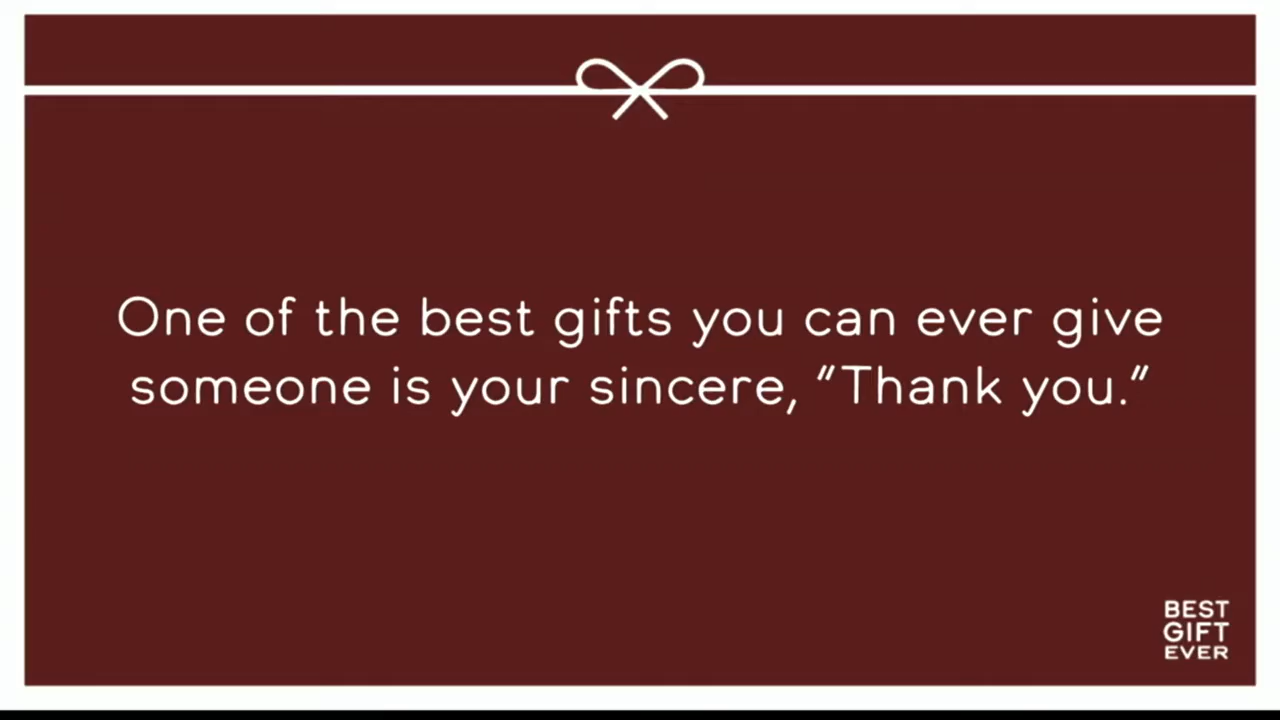 One of the best gifts you can ever give
someone is your sincere, “Thank you.”
BEST
GIFT
EVER